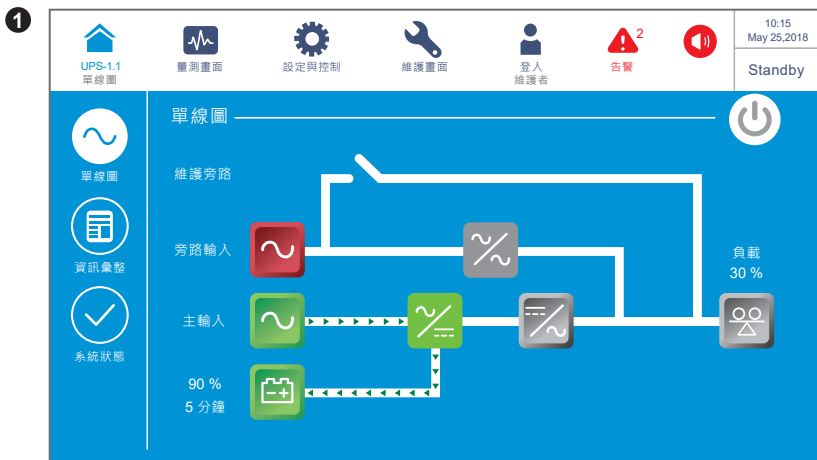 1
UPS-1.1
單線圖
量測畫面
設定與控制
維護畫面
登入
維護者
2
告警
10:15
May 25,2018
Standby
單線圖
資訊彙整
系統狀態
單線圖
維護旁路
旁路輸入
主輸入
90 %
5 分鐘
負載
30 %